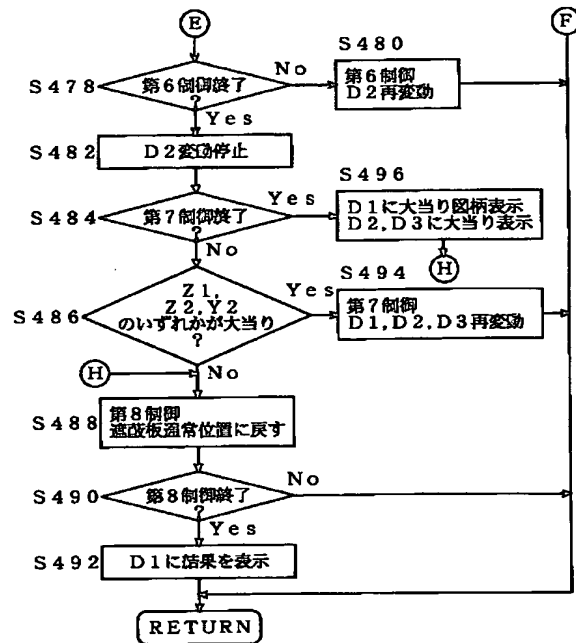 E
F
S480
S478
第6制御終了
?
No
第6制御
D2再変動
Yes
S482
D2変動停止
S496
S484
第7制御終了
?
Yes
D1に大当り図柄表示
D2,D3に大当り表示
No
H
S494
S486
Z1,
Z2,Y2
のいずれかが大当り
?
Yes
第7制御
D1,D2,D3再変動
H
No
S488
第8制御
遮蔽板通常位置に戻す
S490
第8制御終了
?
No
Yes
S492
D1に結果を表示
RETURN